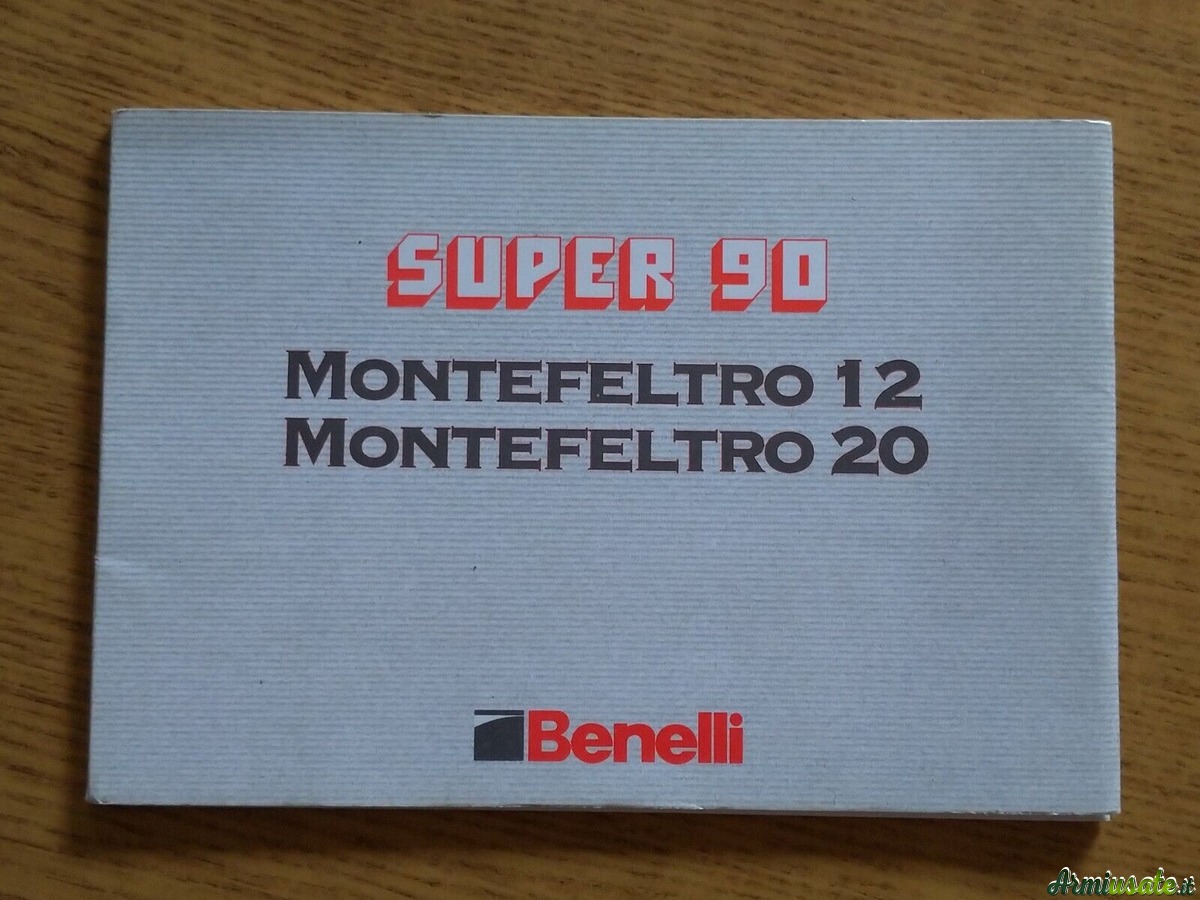 SUPER 90
MONTEFELTRO 12
MONTEFELTRO 20
Benelli
Armiusate.it